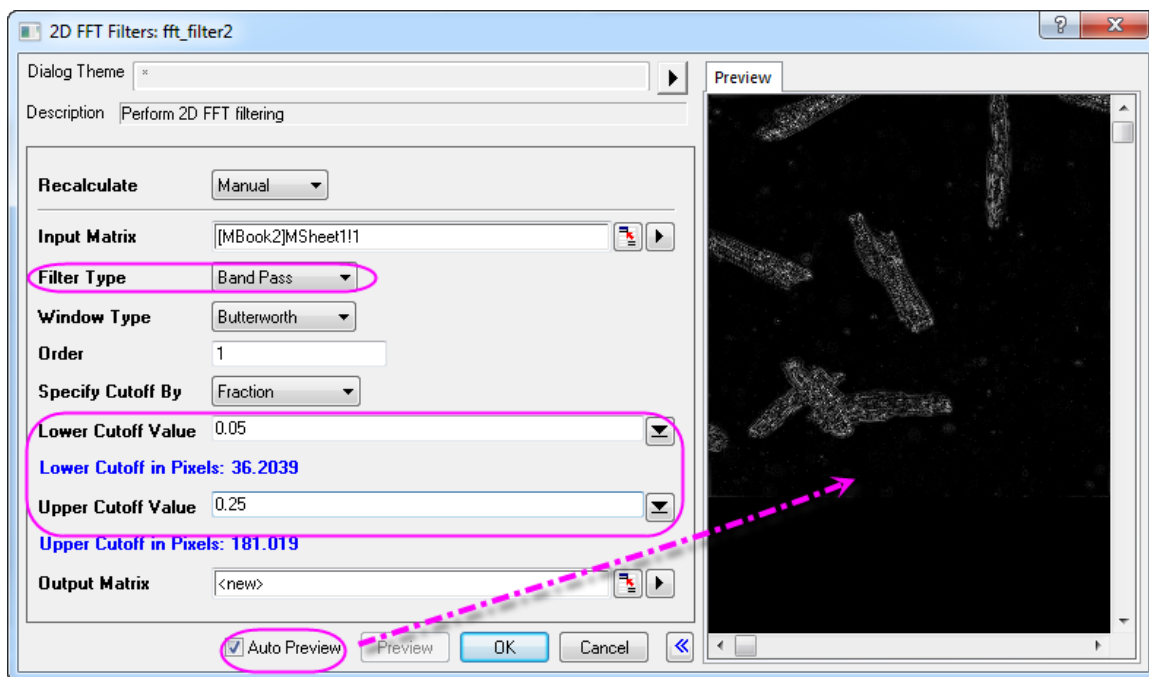 2D FFT Filters: fft_filter2
Dialog Theme *
Description Perform 2D FFT filtering
Recalculate Manual
Input Matrix [MBook2]MSheet1!1
Filter Type Band Pass
Window Type Butterworth
Order 1
Specify Cutoff By Fraction
Lower Cutoff Value 0.05
Lower Cutoff in Pixels: 36.2039
Upper Cutoff Value 0.25
Upper Cutoff in Pixels: 181.019
Output Matrix <new>
Auto Preview Preview OK Cancel
Preview